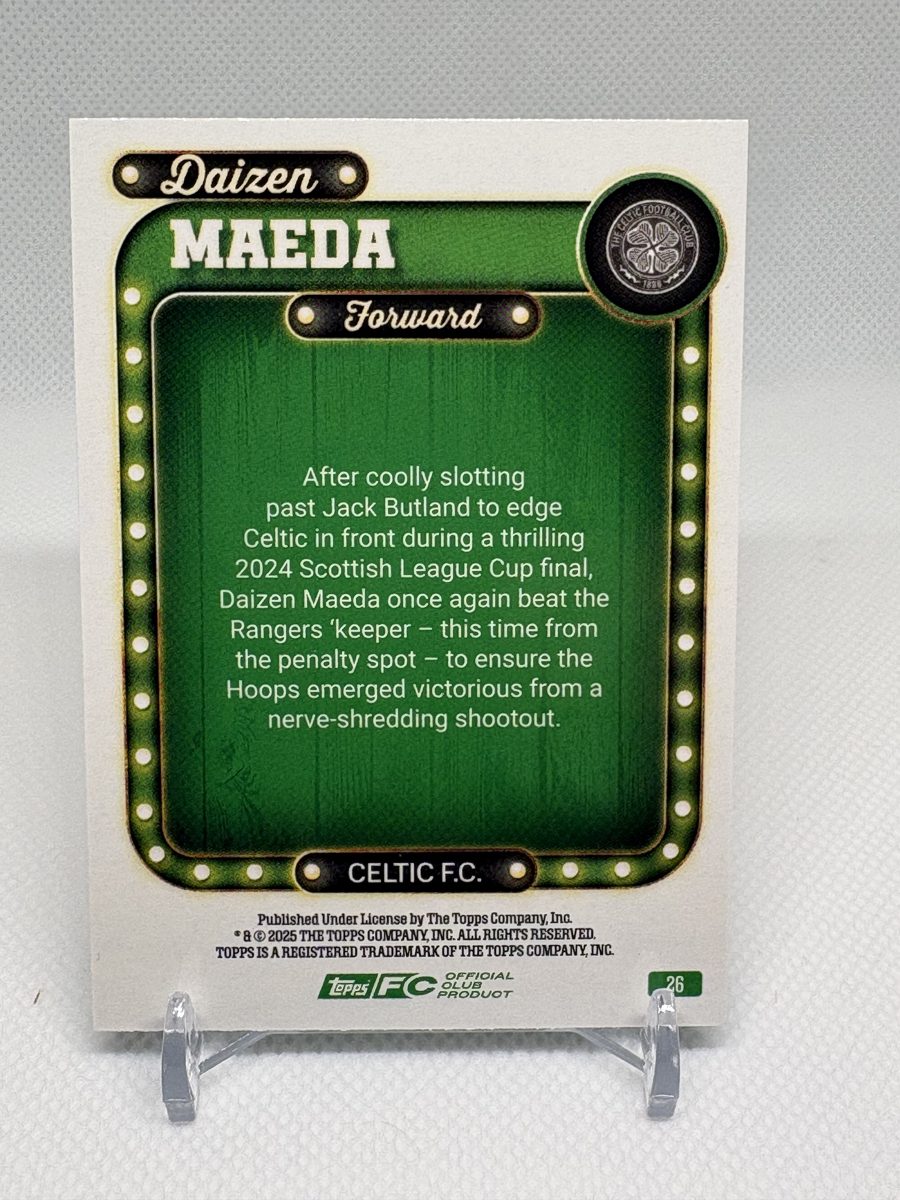 Daizen
MAEDA
THE CELTIC FOOTBALL CLUB
1888
Forward
After coolly slotting
past Jack Butland to edge
Celtic in front during a thrilling
2024 Scottish League Cup final,
Daizen Maeda once again beat the
Rangers ‘keeper – this time from
the penalty spot – to ensure the
Hoops emerged victorious from a
nerve-shredding shootout.
CELTIC F.C.
Published Under License by The Topps Company, Inc.
® & © 2025 THE TOPPS COMPANY, INC. ALL RIGHTS RESERVED.
TOPPS IS A REGISTERED TRADEMARK OF THE TOPPS COMPANY, INC.
topps FC OFFICIAL
CLUB
PRODUCT
26